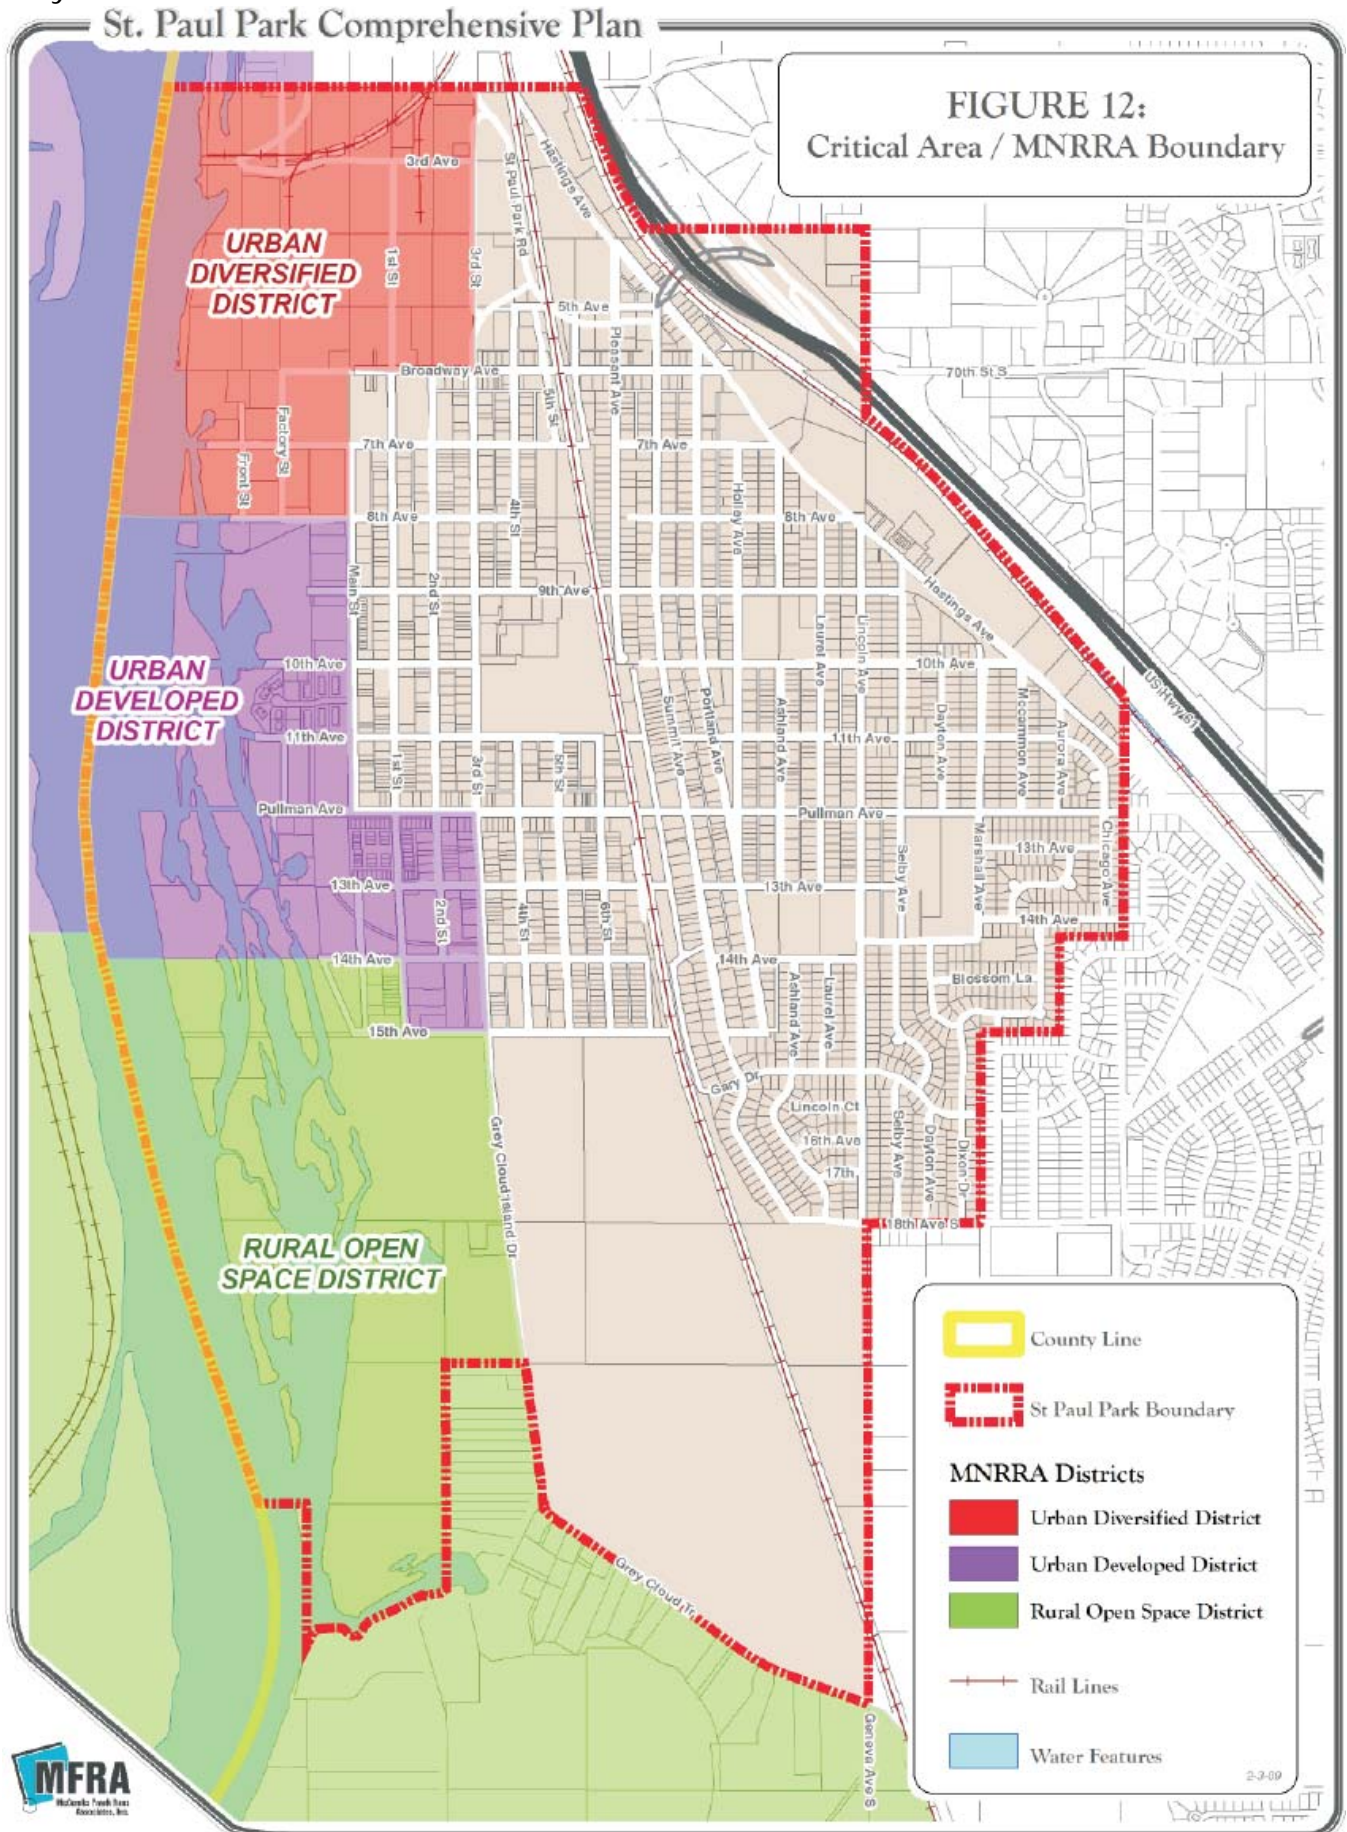 St. Paul Park Comprehensive Plan
FIGURE 12:
Critical Area / MNRRA Boundary
3rd Ave
St Paul Park Rd
Hastings Ave
URBAN
DIVERSIFIED
DISTRICT
1st St
3rd St
5th Ave
Pleasant Ave
Broadway Ave
70th St S
5th St
Factory St
Front St
7th Ave
7th Ave
Holley Ave
4th St
8th Ave
8th Ave
Main St
2nd St
9th Ave
Hastings Ave
Laurel Ave
Lincoln Ave
10th Ave
10th Ave
URBAN
DEVELOPED
DISTRICT
Summit Ave
Portland Ave
Ashland Ave
Dayton Ave
Mccammon Ave
Aurora Ave
US Hwy 61
11th Ave
11th Ave
1st St
3rd St
5th St
Pullman Ave
Pullman Ave
Selby Ave
Marshall Ave
Chicago Ave
13th Ave
13th Ave
13th Ave
2nd St
4th St
6th St
14th Ave
14th Ave
14th Ave
Ashland Ave
Laurel Ave
Blossom La
15th Ave
Gary Dr
Lincoln Ct
16th Ave
17th
Selby Ave
Dayton Ave
Dixon Dr
18th Ave S
Grey Cloud Island Dr
RURAL OPEN
SPACE DISTRICT
Grey Cloud Tr
Geneva Ave S
County Line
St Paul Park Boundary
MNRRA Districts
Urban Diversified District
Urban Developed District
Rural Open Space District
Rail Lines
Water Features
2-3-09
MFRA